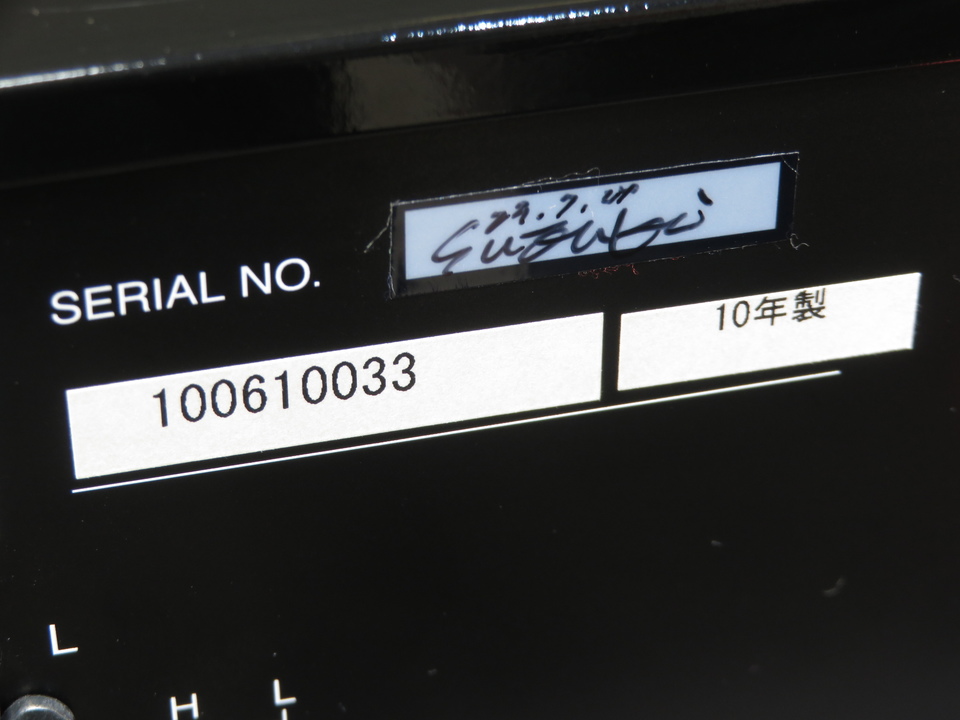 SERIAL NO.
100610033
10年製
L
H
L